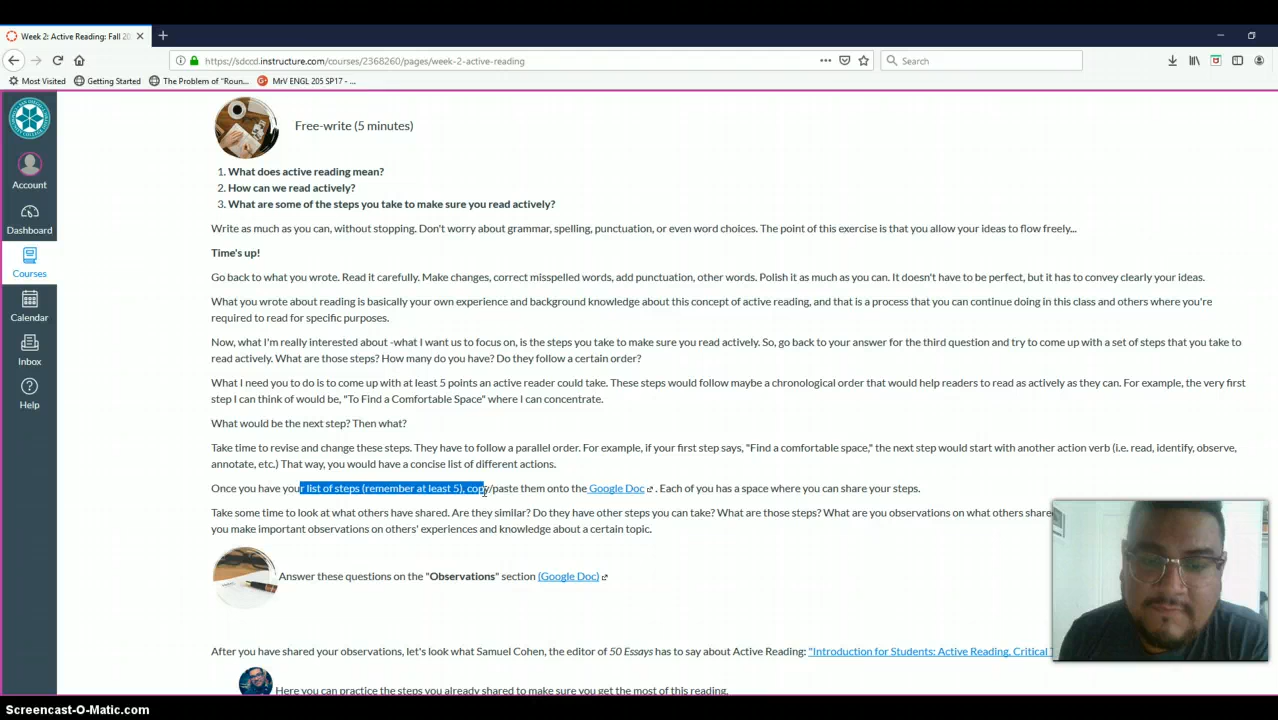 Week 2: Active Reading: Fall 20
https://sdccd.instructure.com/courses/2368260/pages/week-2-active-reading
Search
Most Visited
Getting Started
The Problem of "Roun...
MrV ENGL 205 SP17 - ...
Account
Dashboard
Courses
Calendar
Inbox
Help
Free-write (5 minutes)
1. What does active reading mean?
2. How can we read actively?
3. What are some of the steps you take to make sure you read actively?
Write as much as you can, without stopping. Don't worry about grammar, spelling, punctuation, or even word choices. The point of this exercise is that you allow your ideas to flow freely...
Time's up!
Go back to what you wrote. Read it carefully. Make changes, correct misspelled words, add punctuation, other words. Polish it as much as you can. It doesn't have to be perfect, but it has to convey clearly your ideas.
What you wrote about reading is basically your own experience and background knowledge about this concept of active reading, and that is a process that you can continue doing in this class and others where you're
required to read for specific purposes.
Now, what I'm really interested about -what I want us to focus on, is the steps you take to make sure you read actively. So, go back to your answer for the third question and try to come up with a set of steps that you take to
read actively. What are those steps? How many do you have? Do they follow a certain order?
What I need you to do is to come up with at least 5 points an active reader could take. These steps would follow maybe a chronological order that would help readers to read as actively as they can. For example, the very first
step I can think of would be, "To Find a Comfortable Space" where I can concentrate.
What would be the next step? Then what?
Take time to revise and change these steps. They have to follow a parallel order. For example, if your first step says, "Find a comfortable space," the next step would start with another action verb (i.e. read, identify, observe,
annotate, etc.) That way, you would have a concise list of different actions.
Once you have your list of steps (remember at least 5), copy/paste them onto the Google Doc . Each of you has a space where you can share your steps.
Take some time to look at what others have shared. Are they similar? Do they have other steps you can take? What are those steps? What are you observations on what others share
you make important observations on others' experiences and knowledge about a certain topic.
Answer these questions on the "Observations" section (Google Doc)
After you have shared your observations, let's look what Samuel Cohen, the editor of 50 Essays has to say about Active Reading: "Introduction for Students: Active Reading, Critical
Here you can practice the steps you already shared to make sure you get the most of this reading.
Screencast-O-Matic.com